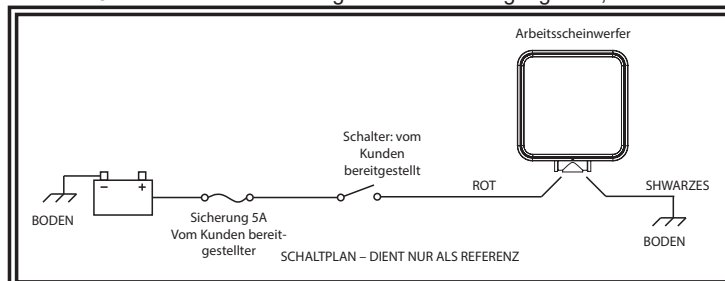 Arbeitsscheinwerfer
Schalter: vom
Kunden
bereitgestellt
ROT
SHWARZES
– +
BODEN
Sicherung 5A
Vom Kunden bereit-
gestellter
BODEN
SCHALTPLAN – DIENT NUR ALS REFERENZ